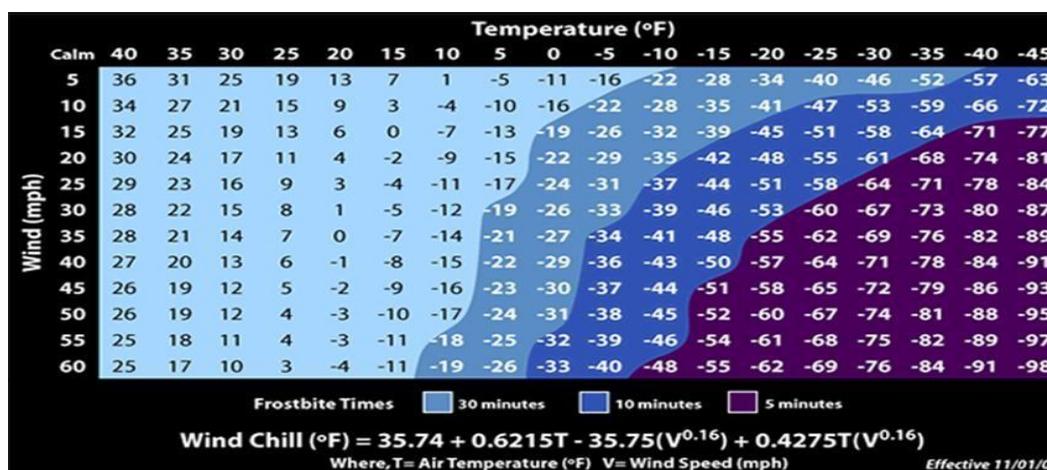 Temperature (ºF)
Calm 40 35 30 25 20 15 10 5 0 -5 -10 -15 -20 -25 -30 -35 -40 -45
5 36 31 25 19 13 7 1 -5 -11 -16 -22 -28 -34 -40 -46 -52 -57 -63
10 34 27 21 15 9 3 -4 -10 -16 -22 -28 -35 -41 -47 -53 -59 -66 -72
15 32 25 19 13 6 0 -7 -13 -19 -26 -32 -39 -45 -51 -58 -64 -71 -77
20 30 24 17 11 4 -2 -9 -15 -22 -29 -35 -42 -48 -55 -61 -68 -74 -81
25 29 23 16 9 3 -4 -11 -17 -24 -31 -37 -44 -51 -58 -64 -71 -78 -84
30 28 22 15 8 1 -5 -12 -19 -26 -33 -39 -46 -53 -60 -67 -73 -80 -87
35 28 21 14 7 0 -7 -14 -21 -27 -34 -41 -48 -55 -62 -69 -76 -82 -89
40 27 20 13 6 -1 -8 -15 -22 -29 -36 -43 -50 -57 -64 -71 -78 -84 -91
45 26 19 12 5 -2 -9 -16 -23 -30 -37 -44 -51 -58 -65 -72 -79 -86 -93
50 26 19 12 4 -3 -10 -17 -24 -31 -38 -45 -52 -60 -67 -74 -81 -88 -95
55 25 18 11 4 -3 -11 -18 -25 -32 -39 -46 -54 -61 -68 -75 -82 -89 -97
60 25 17 10 3 -4 -11 -19 -26 -33 -40 -48 -55 -62 -69 -76 -84 -91 -98
Wind (mph)
Frostbite Times 30 minutes 10 minutes 5 minutes
Wind Chill (ºF) = 35.74 + 0.6215T - 35.75(V^0.16) + 0.4275T(V^0.16)
Where, T= Air Temperature (ºF) V= Wind Speed (mph)
Effective 11/01/0